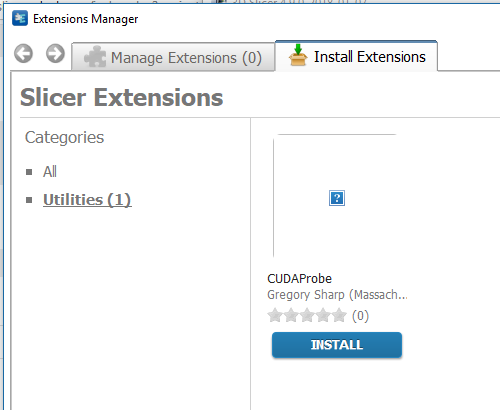 Extensions Manager
Manage Extensions (0)
Install Extensions
Slicer Extensions
Categories
All
Utilities (1)
?
CUDAProbe
Gregory Sharp (Massach...
(0)
INSTALL